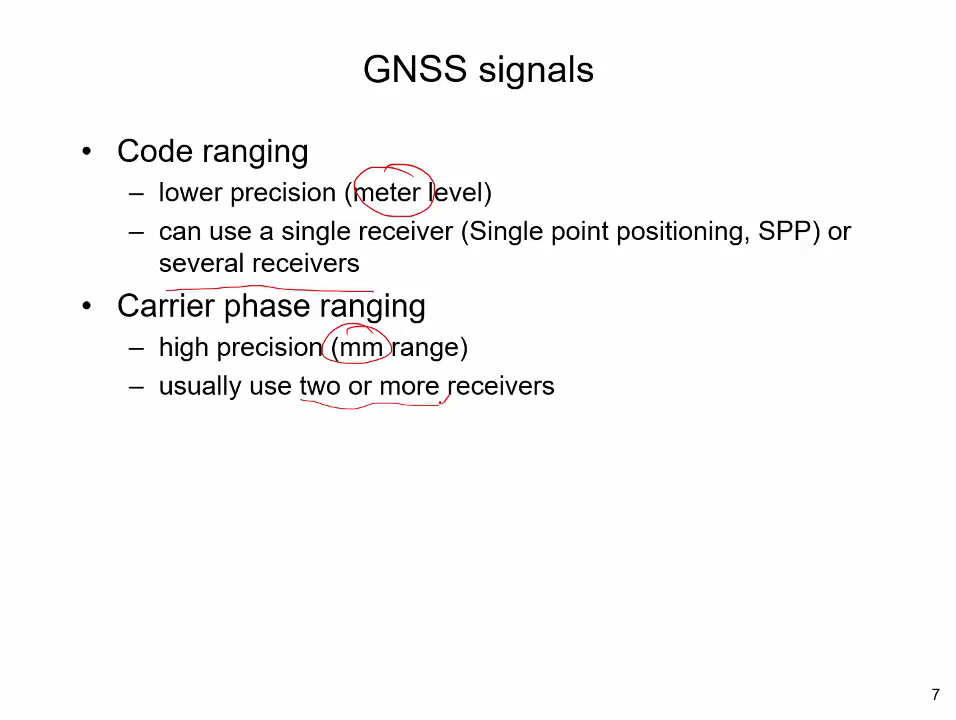 GNSS signals
• Code ranging
– lower precision (meter level)
– can use a single receiver (Single point positioning, SPP) or
several receivers
• Carrier phase ranging
– high precision (mm range)
– usually use two or more receivers
7